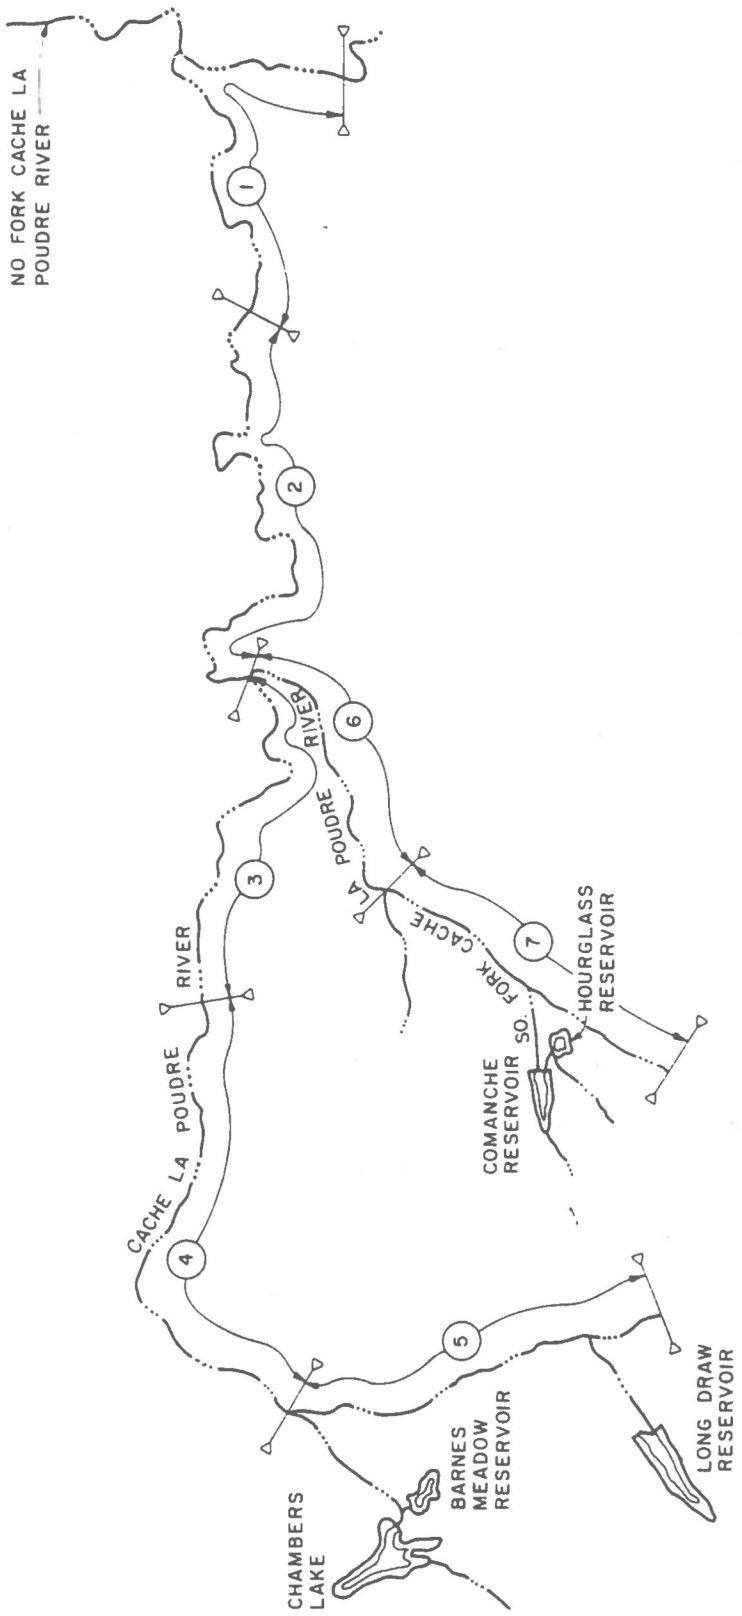 NO FORK CACHE LA
POUDRE RIVER
1
2
3
RIVER
CACHE LA POUDRE
4
5
6
7
SO. FORK CACHE LA POUDRE RIVER
HOURGLASS
RESERVOIR
COMANCHE
RESERVOIR
CHAMBERS
LAKE
BARNES
MEADOW
RESERVOIR
LONG DRAW
RESERVOIR